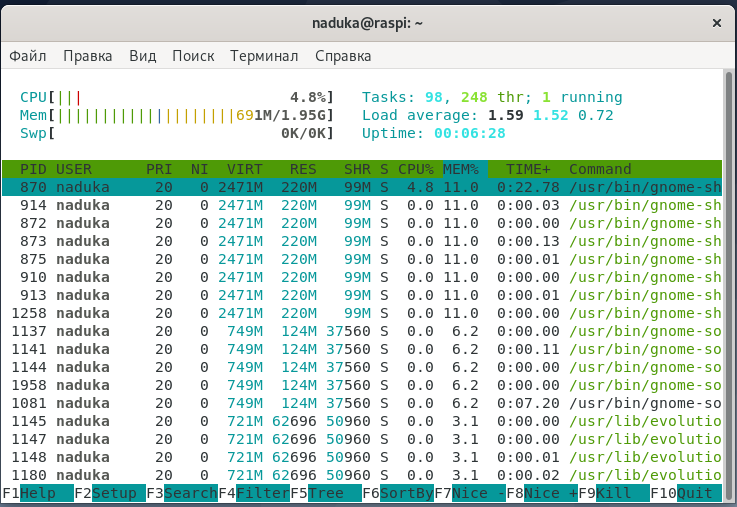 naduka@raspi: ~ ×
Файл Правка Вид Поиск Терминал Справка
CPU[||| 4.8%] Tasks: 98, 248 thr; 1 running
Mem[||||||||||||||||||||691M/1.95G] Load average: 1.59 1.52 0.72
Swp[ 0K/0K] Uptime: 00:06:28
PID USER PRI NI VIRT RES SHR S CPU% MEM% TIME+ Command
870 naduka 20 0 2471M 220M 99M S 4.8 11.0 0:22.78 /usr/bin/gnome-sh
914 naduka 20 0 2471M 220M 99M S 0.0 11.0 0:00.03 /usr/bin/gnome-sh
872 naduka 20 0 2471M 220M 99M S 0.0 11.0 0:00.00 /usr/bin/gnome-sh
873 naduka 20 0 2471M 220M 99M S 0.0 11.0 0:00.13 /usr/bin/gnome-sh
875 naduka 20 0 2471M 220M 99M S 0.0 11.0 0:00.01 /usr/bin/gnome-sh
910 naduka 20 0 2471M 220M 99M S 0.0 11.0 0:00.00 /usr/bin/gnome-sh
913 naduka 20 0 2471M 220M 99M S 0.0 11.0 0:00.01 /usr/bin/gnome-sh
1258 naduka 20 0 2471M 220M 99M S 0.0 11.0 0:00.00 /usr/bin/gnome-sh
1137 naduka 20 0 749M 124M 37560 S 0.0 6.2 0:00.00 /usr/bin/gnome-so
1141 naduka 20 0 749M 124M 37560 S 0.0 6.2 0:00.11 /usr/bin/gnome-so
1144 naduka 20 0 749M 124M 37560 S 0.0 6.2 0:00.00 /usr/bin/gnome-so
1958 naduka 20 0 749M 124M 37560 S 0.0 6.2 0:00.00 /usr/bin/gnome-so
1081 naduka 20 0 749M 124M 37560 S 0.0 6.2 0:07.20 /usr/bin/gnome-so
1145 naduka 20 0 721M 62696 50960 S 0.0 3.1 0:00.00 /usr/lib/evolutio
1147 naduka 20 0 721M 62696 50960 S 0.0 3.1 0:00.00 /usr/lib/evolutio
1148 naduka 20 0 721M 62696 50960 S 0.0 3.1 0:00.01 /usr/lib/evolutio
1180 naduka 20 0 721M 62696 50960 S 0.0 3.1 0:00.02 /usr/lib/evolutio
F1Help F2Setup F3SearchF4FilterF5Tree F6SortByF7Nice -F8Nice +F9Kill F10Quit